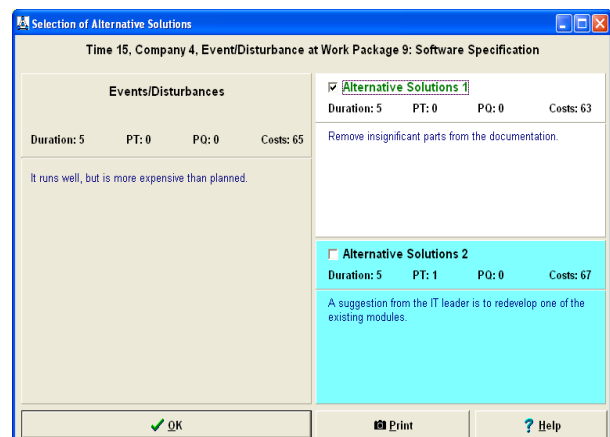 Selection of Alternative Solutions
Time 15, Company 4, Event/Disturbance at Work Package 9: Software Specification
Events/Disturbances
Duration: 5 PT: 0 PQ: 0 Costs: 65
It runs well, but is more expensive than planned.
Alternative Solutions 1
Duration: 5 PT: 0 PQ: 0 Costs: 63
Remove insignificant parts from the documentation.
Alternative Solutions 2
Duration: 5 PT: 1 PQ: 0 Costs: 67
A suggestion from the IT leader is to redevelop one of the
existing modules.
OK
Print
Help